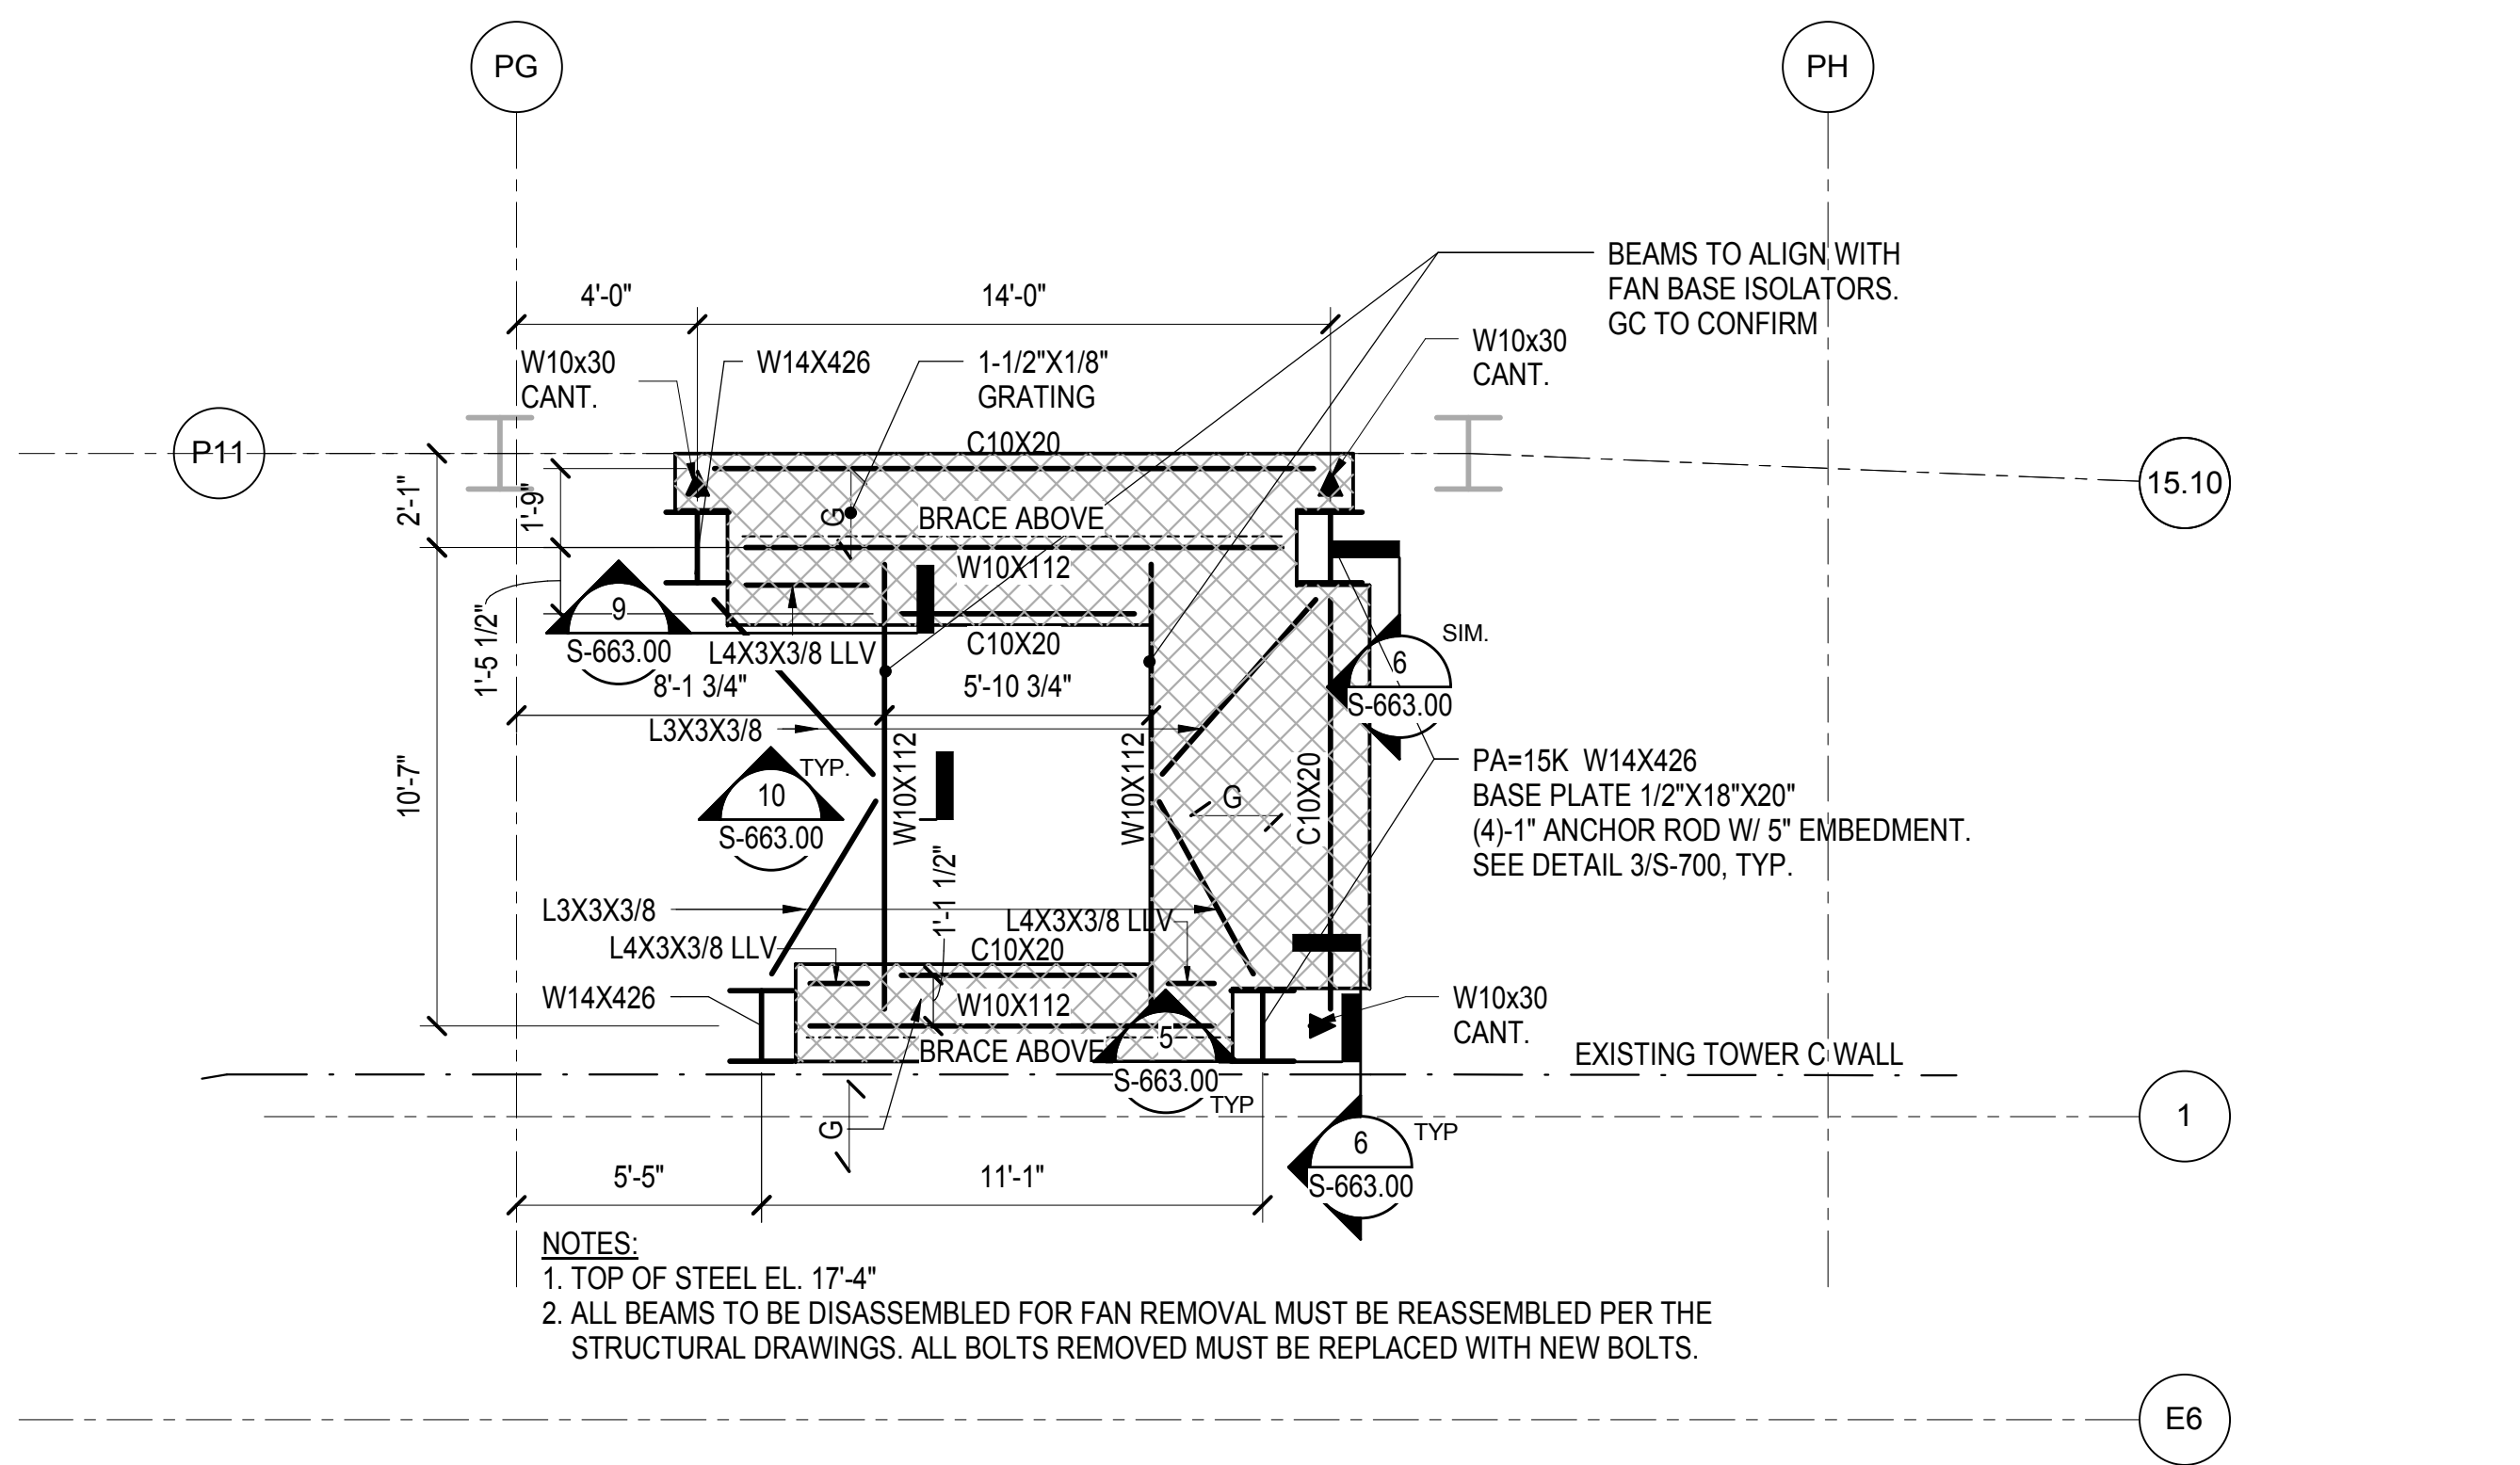 PG
PH
BEAMS TO ALIGN WITH
FAN BASE ISOLATORS.
GC TO CONFIRM
4'-0"
14'-0"
W10x30
CANT.
W14X426
1-1/2"X1/8"
GRATING
W10x30
CANT.
P11
C10X20
15.10
2'-1"
1'-9"
G
BRACE ABOVE
W10X112
9
S-663.00
1'-5 1/2"
L4X3X3/8 LLV
C10X20
SIM.
6
S-663.00
8'-1 3/4"
5'-10 3/4"
L3X3X3/8
10'-7"
TYP.
10
S-663.00
W10X112
W10X112
G
C10X20
PA=15K W14X426
BASE PLATE 1/2"X18"X20"
(4)-1" ANCHOR ROD W/ 5" EMBEDMENT.
SEE DETAIL 3/S-700, TYP.
1'-1 1/2"
L3X3X3/8
L4X3X3/8 LLV
L4X3X3/8 LLV
C10X20
W14X426
W10X112
W10x30
CANT.
BRACE ABOVE
5
S-663.00
TYP
EXISTING TOWER C WALL
1
G
6
TYP
S-663.00
5'-5"
11'-1"
NOTES:
1. TOP OF STEEL EL. 17'-4"
2. ALL BEAMS TO BE DISASSEMBLED FOR FAN REMOVAL MUST BE REASSEMBLED PER THE
STRUCTURAL DRAWINGS. ALL BOLTS REMOVED MUST BE REPLACED WITH NEW BOLTS.
E6